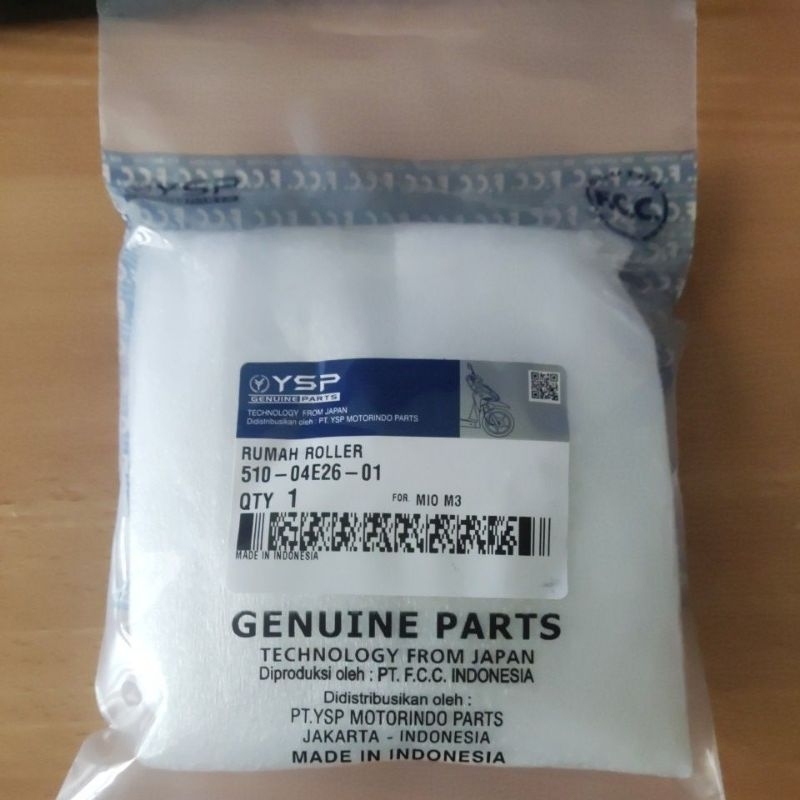 YSP
F.C.C.
YSP
GENUINE PARTS
TECHNOLOGY FROM JAPAN
Didistribusikan oleh : PT. YSP MOTORINDO PARTS
RUMAH ROLLER
510-04E26-01
QTY 1 FOR. MIO M3
MADE IN INDONESIA
GENUINE PARTS
TECHNOLOGY FROM JAPAN
Diproduksi oleh : PT. F.C.C. INDONESIA
Didistribusikan oleh :
PT.YSP MOTORINDO PARTS
JAKARTA - INDONESIA
MADE IN INDONESIA